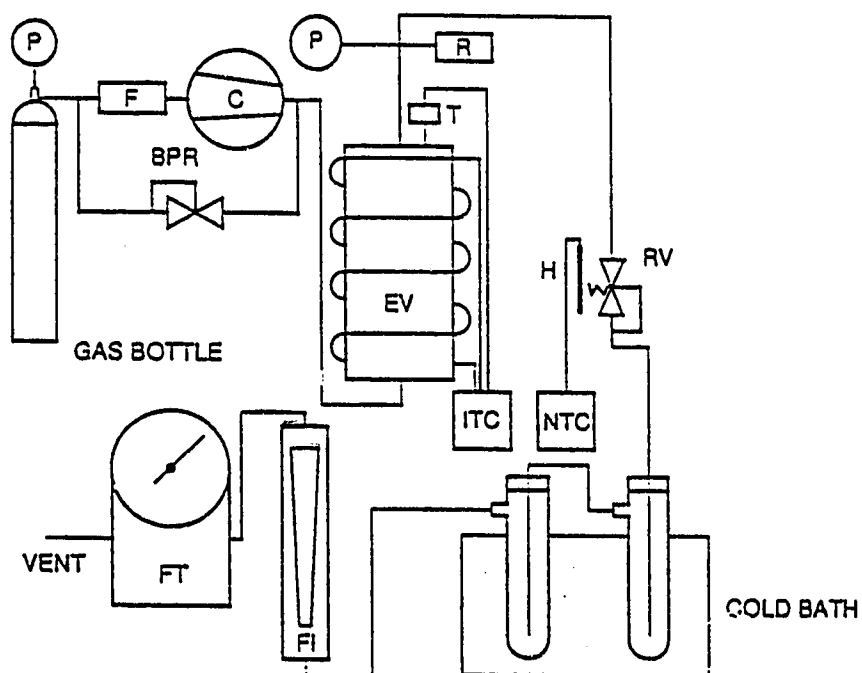 P
P
R
F
C
T
BPR
RV
H
EV
GAS BOTTLE
ITC
NTC
VENT
FT
FI
COLD BATH